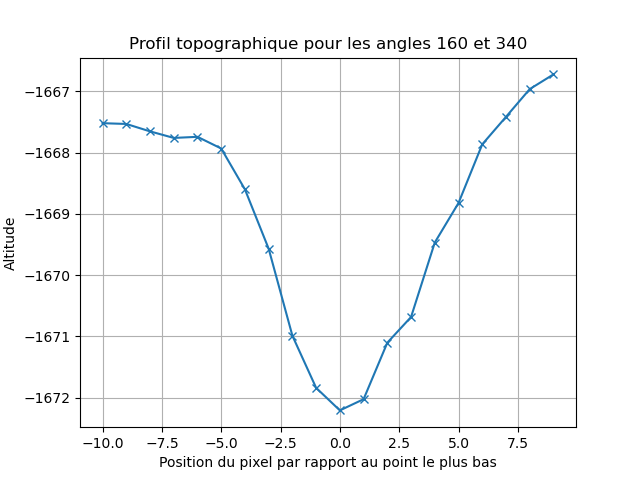 Profil topographique pour les angles 160 et 340
Altitude
−1667
−1668
−1669
−1670
−1671
−1672
−10.0 −7.5 −5.0 −2.5 0.0 2.5 5.0 7.5
Position du pixel par rapport au point le plus bas